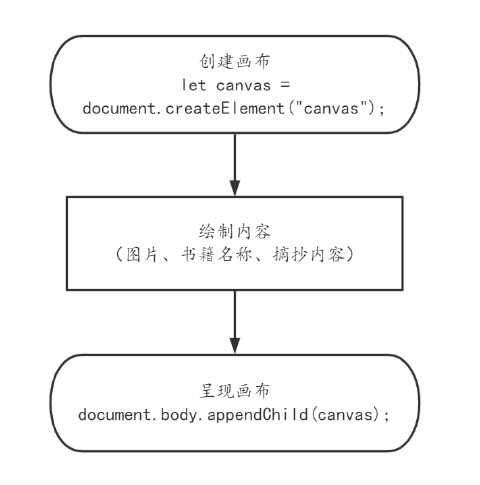 创建画布
let canvas =
document.createElement("canvas");
绘制内容
（图片、书籍名称、摘抄内容）
呈现画布
document.body.appendChild(canvas);